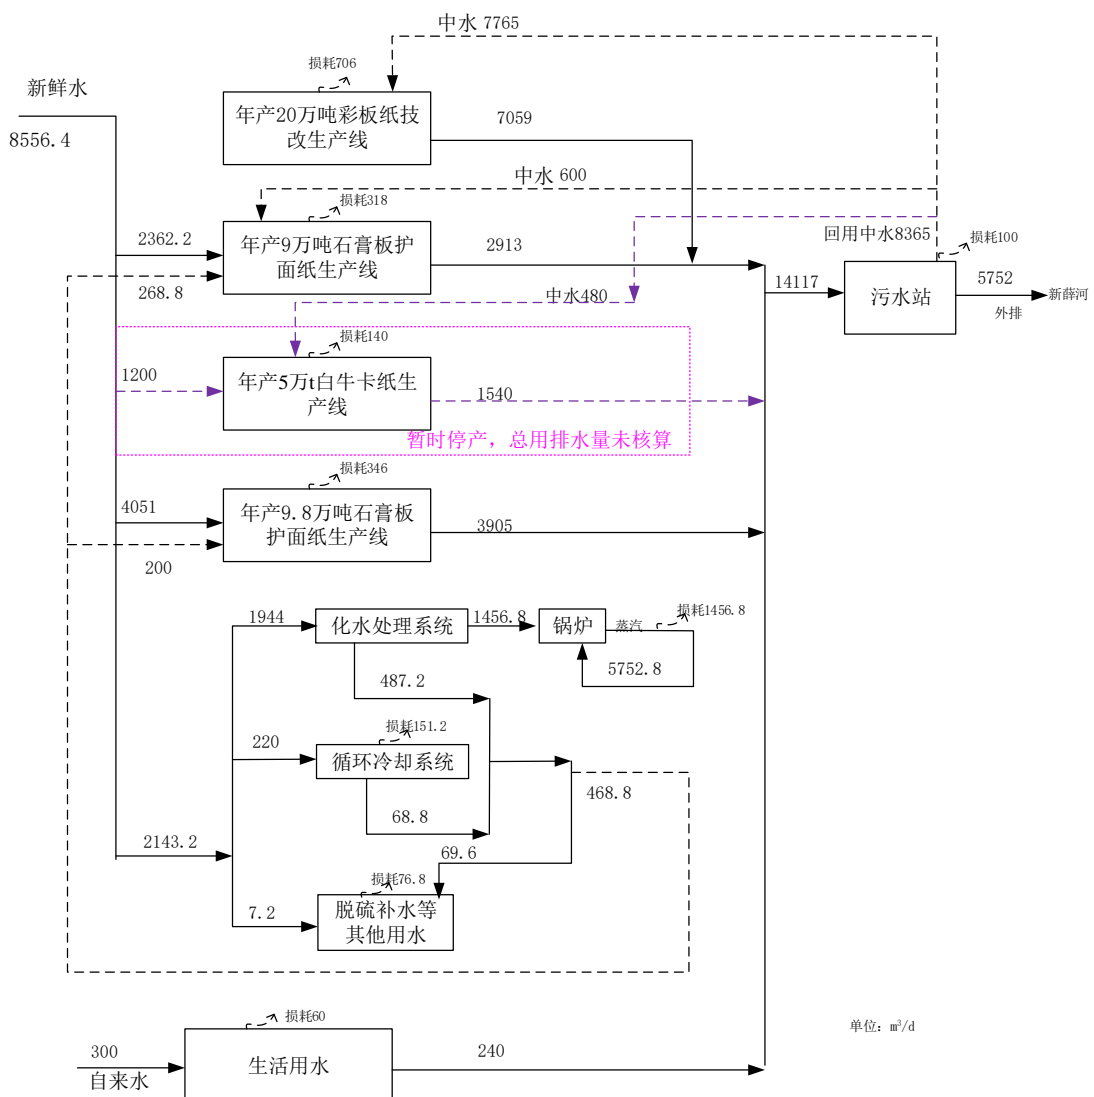 中水 7765
损耗706
新鲜水
8556.4
年产20万吨彩板纸技
改生产线
7059
中水 600
损耗318
2362.2
年产9万吨石膏板护
面纸生产线
2913
268.8
回用中水8365
损耗100
14117
污水站
5752
外排
新薛河
中水480
损耗140
1200
年产5万t白牛卡纸生
产线
1540
暂时停产，总用排水量未核算
损耗346
4051
年产9.8万吨石膏板
护面纸生产线
3905
200
1944
化水处理系统
1456.8
锅炉
蒸汽
损耗1456.8
5752.8
487.2
损耗151.2
220
循环冷却系统
468.8
68.8
2143.2
69.6
损耗76.8
7.2
脱硫补水等
其他用水
损耗60
单位：m³/d
300
自来水
生活用水
240